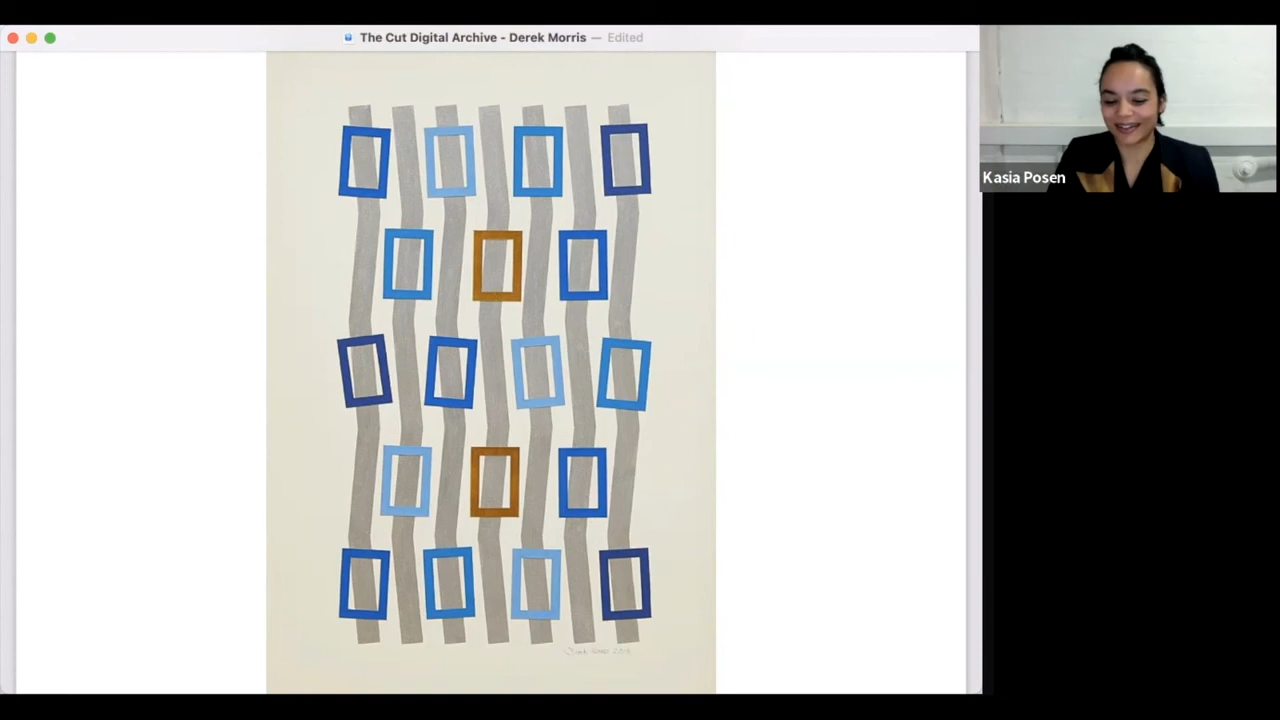 The Cut Digital Archive - Derek Morris — Edited
Kasia Posen